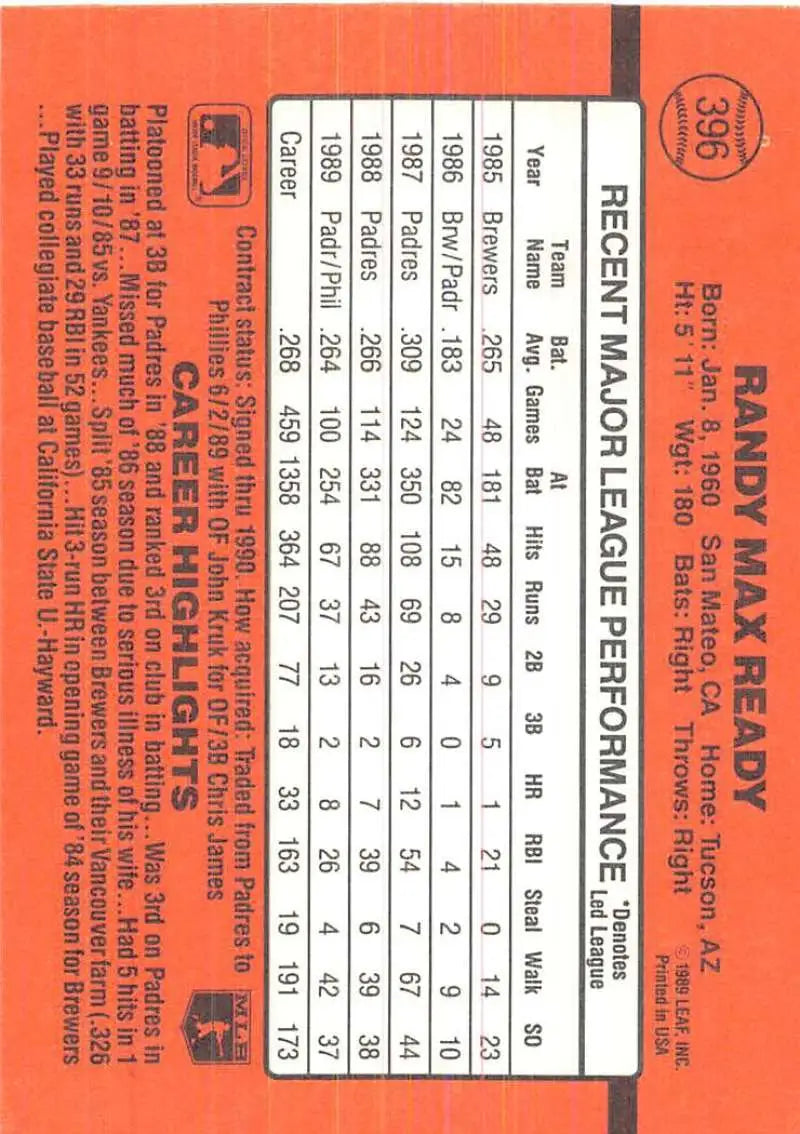 396
RANDY MAX READY
Born: Jan. 8, 1960 San Mateo, CA Home: Tucson, AZ
Ht: 5' 11" Wgt: 180 Bats: Right Throws: Right
© 1989 LEAF, INC.
Printed in USA
RECENT MAJOR LEAGUE PERFORMANCE *Denotes Led League
Year Team Name Bat. Avg. Games At Bat Hits Runs 2B 3B HR RBI Steal Walk SO
1985 Brewers .265 48 181 48 29 9 5 1 21 0 14 23
1986 Brw/Padr .183 24 82 15 8 4 0 1 4 2 9 10
1987 Padres .309 124 350 108 69 26 6 12 54 7 67 44
1988 Padres .266 114 331 88 43 16 2 7 39 6 39 38
1989 Padr/Phil .264 100 254 67 37 13 2 8 26 4 42 37
Career .268 459 1358 364 207 77 18 33 163 19 191 173
Contract status: Signed thru 1990. How acquired: Traded from Padres to
Phillies 6/2/89 with OF John Kruk for OF/3B Chris James
MLB
CAREER HIGHLIGHTS
Platooned at 3B for Padres in '88 and ranked 3rd on club in batting... Was 3rd on Padres in
batting in '87... Missed much of '86 season due to serious illness of his wife... Had 5 hits in 1
game 9/10/85 vs. Yankees... Split '85 season between Brewers and their Vancouver farm (.326
with 33 runs and 29 RBI in 52 games)... Hit 3-run HR in opening game of '84 season for Brewers
... Played collegiate baseball at California State U.-Hayward.